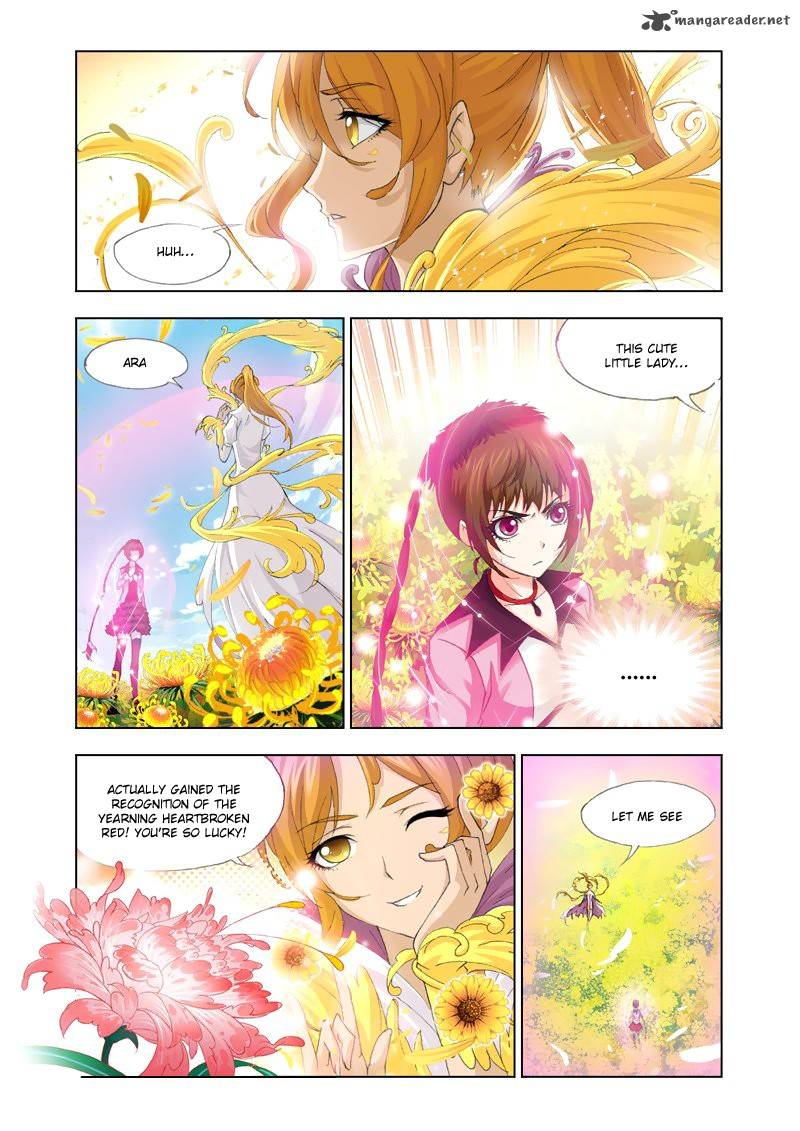 mangareader.net
HUH...
ARA
THIS CUTE
LITTLE LADY...
......
ACTUALLY GAINED THE
RECOGNITION OF THE
YEARNING HEARTBROKEN
RED! YOU'RE SO LUCKY!
LET ME SEE